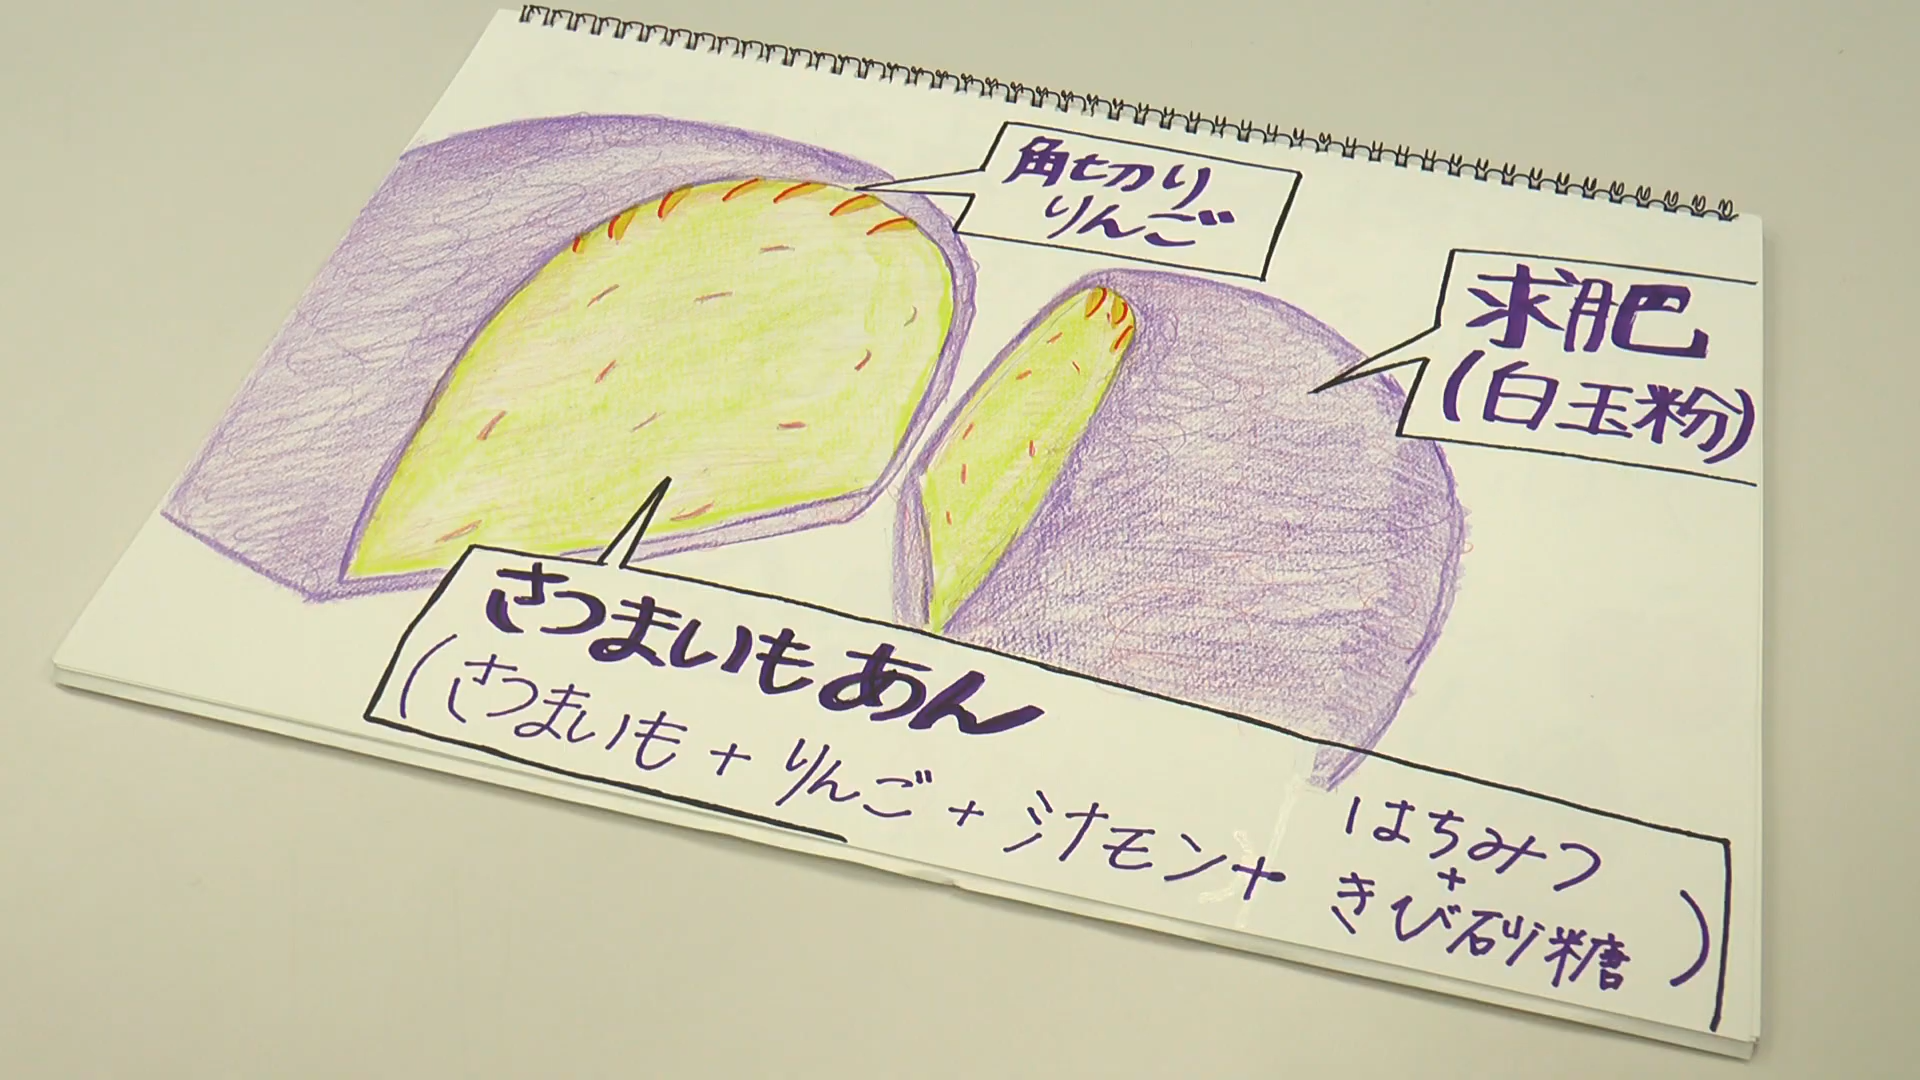 角切り
りんご
求肥
(白玉粉)
さつまいもあん
(さつまいも+りんご+シナモン+
はちみつ
+
きび砂糖)